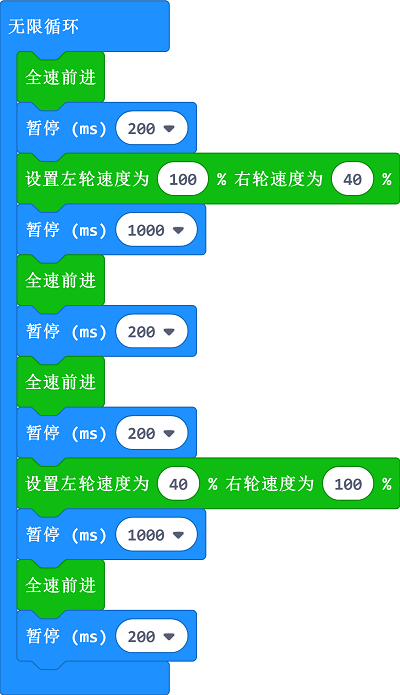 无限循环
全速前进
暂停 (ms) 200
设置左轮速度为 100 % 右轮速度为 40 %
暂停 (ms) 1000
全速前进
暂停 (ms) 200
全速前进
暂停 (ms) 200
设置左轮速度为 40 % 右轮速度为 100 %
暂停 (ms) 1000
全速前进
暂停 (ms) 200